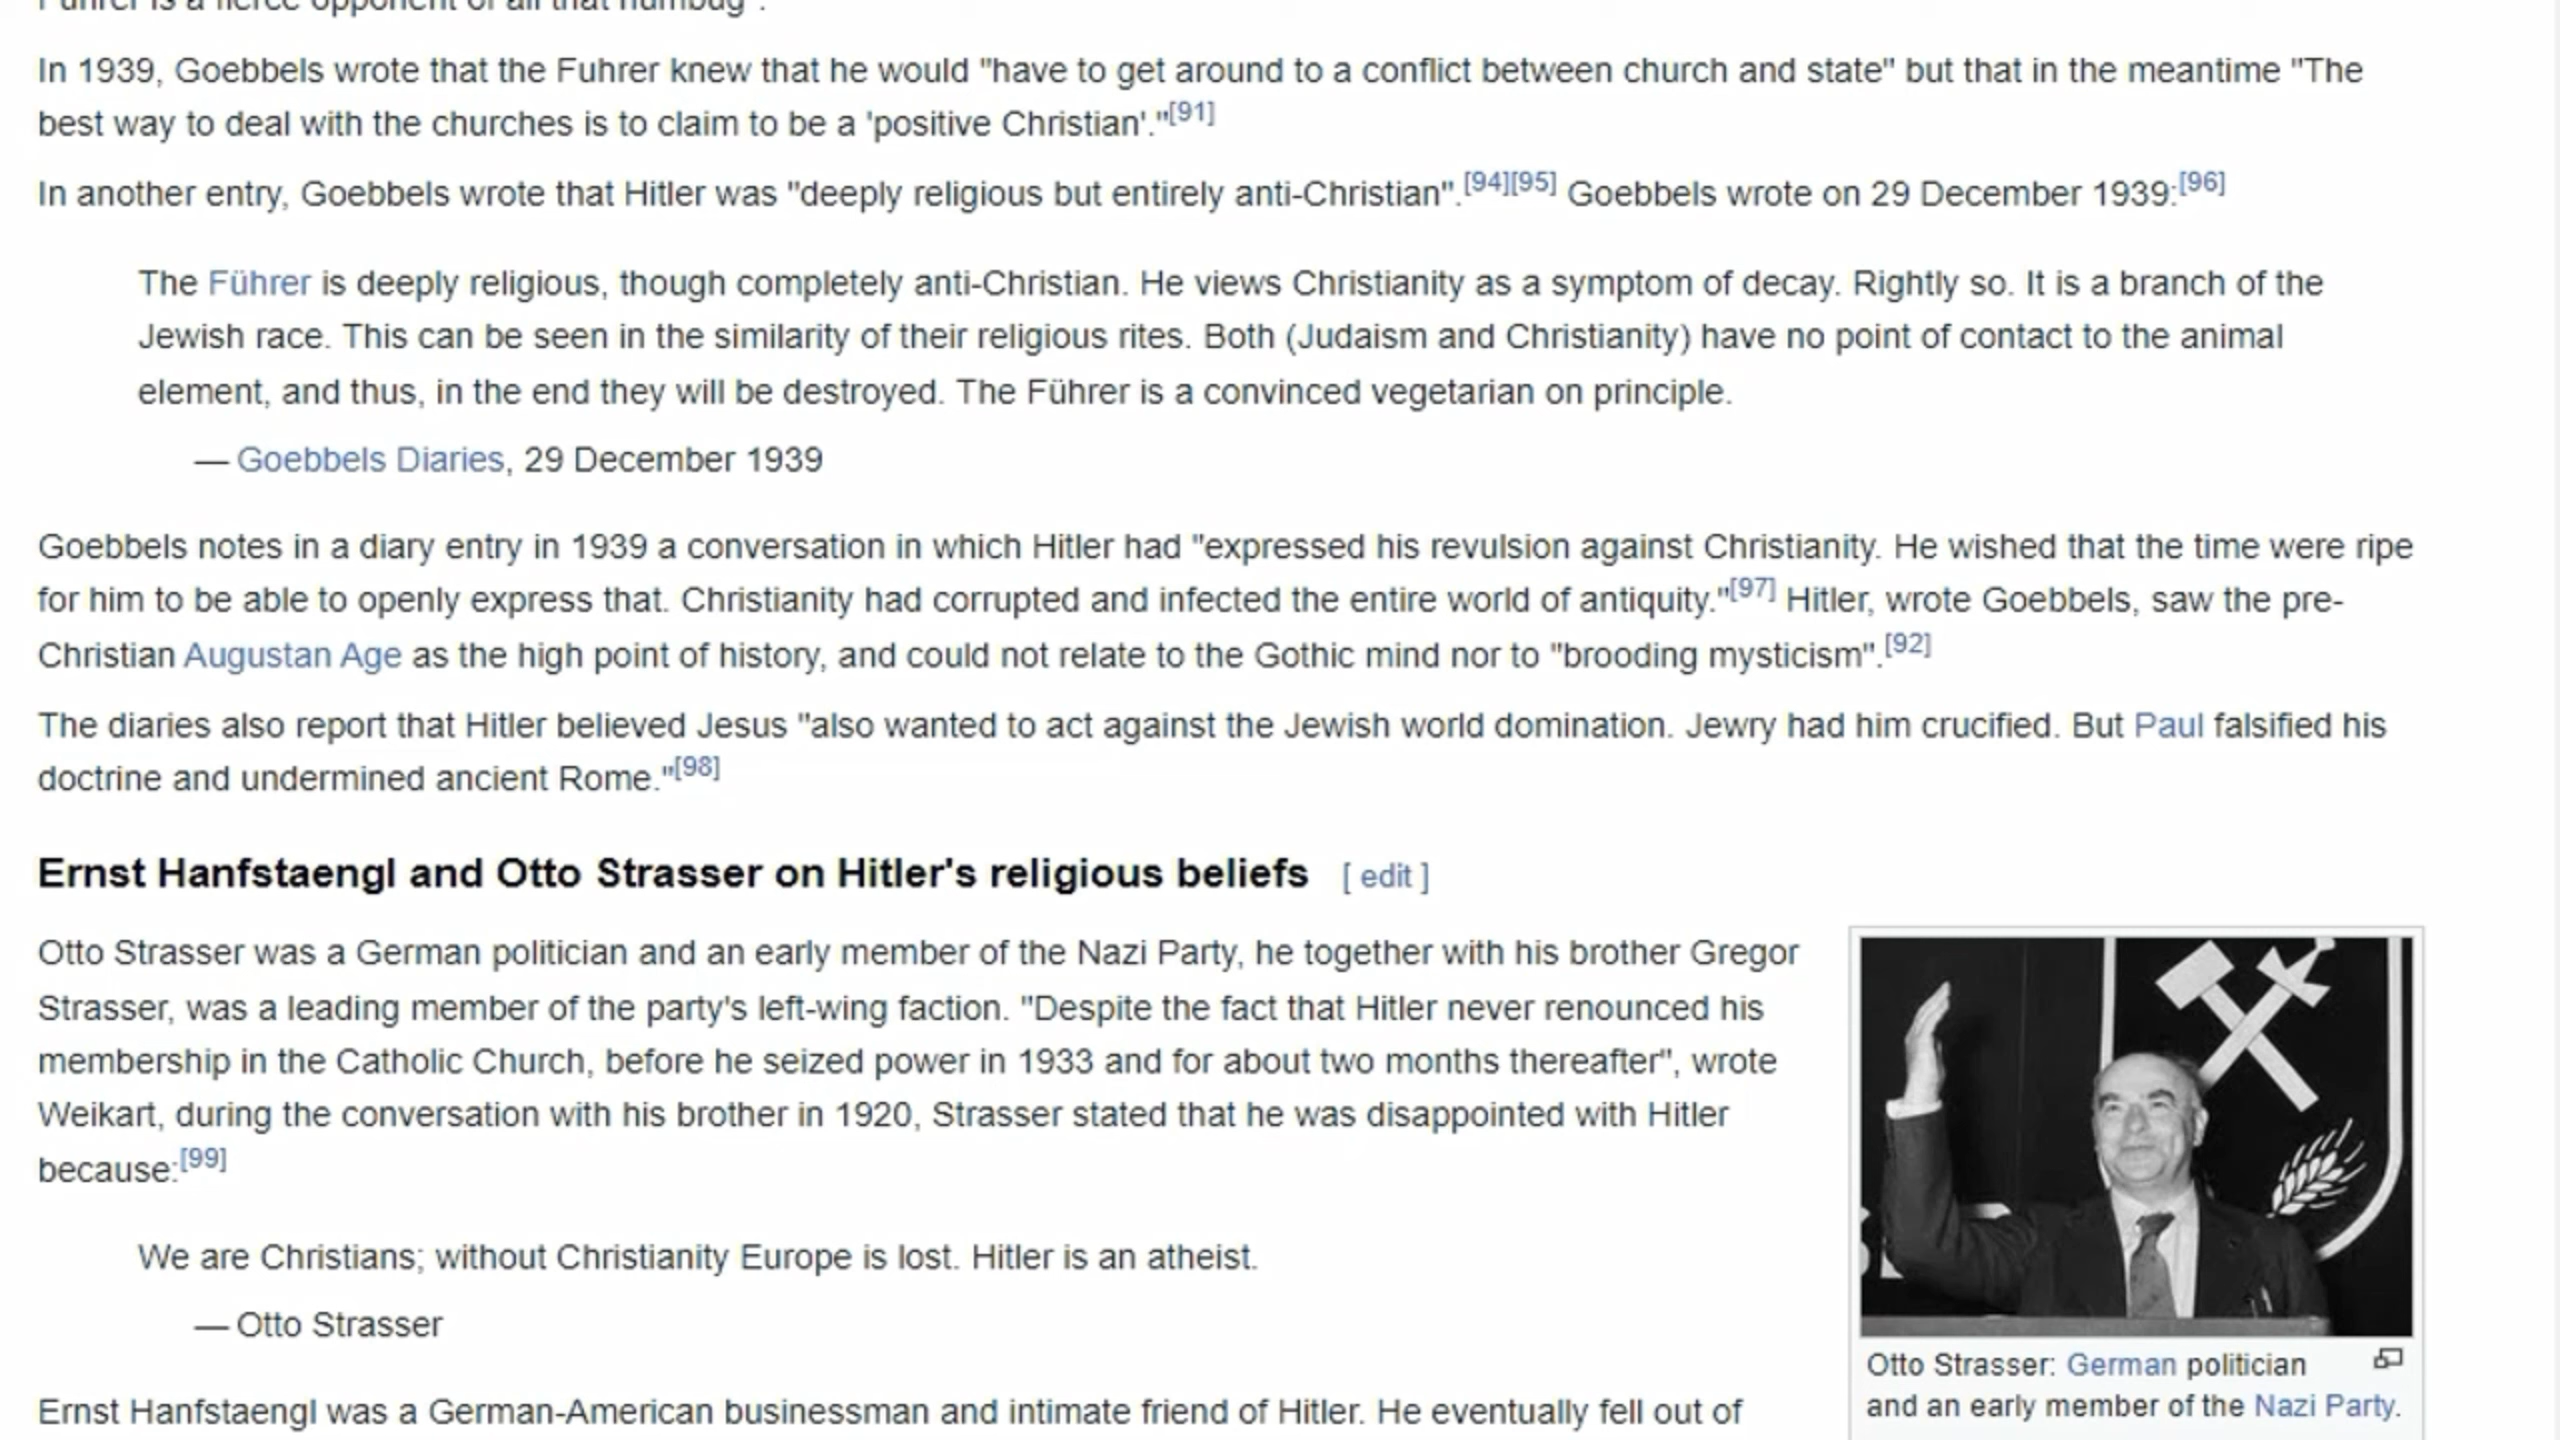 Führer is a fierce opponent of all that humbug".
In 1939, Goebbels wrote that the Fuhrer knew that he would "have to get around to a conflict between church and state" but that in the meantime "The
best way to deal with the churches is to claim to be a 'positive Christian'."[91]
In another entry, Goebbels wrote that Hitler was "deeply religious but entirely anti-Christian".[94][95] Goebbels wrote on 29 December 1939:[96]
The Führer is deeply religious, though completely anti-Christian. He views Christianity as a symptom of decay. Rightly so. It is a branch of the
Jewish race. This can be seen in the similarity of their religious rites. Both (Judaism and Christianity) have no point of contact to the animal
element, and thus, in the end they will be destroyed. The Führer is a convinced vegetarian on principle.
— Goebbels Diaries, 29 December 1939
Goebbels notes in a diary entry in 1939 a conversation in which Hitler had "expressed his revulsion against Christianity. He wished that the time were ripe
for him to be able to openly express that. Christianity had corrupted and infected the entire world of antiquity."[97] Hitler, wrote Goebbels, saw the pre-
Christian Augustan Age as the high point of history, and could not relate to the Gothic mind nor to "brooding mysticism".[92]
The diaries also report that Hitler believed Jesus "also wanted to act against the Jewish world domination. Jewry had him crucified. But Paul falsified his
doctrine and undermined ancient Rome."[98]
Ernst Hanfstaengl and Otto Strasser on Hitler's religious beliefs [ edit ]
Otto Strasser was a German politician and an early member of the Nazi Party, he together with his brother Gregor
Strasser, was a leading member of the party's left-wing faction. "Despite the fact that Hitler never renounced his
membership in the Catholic Church, before he seized power in 1933 and for about two months thereafter", wrote
Weikart, during the conversation with his brother in 1920, Strasser stated that he was disappointed with Hitler
because:[99]
We are Christians; without Christianity Europe is lost. Hitler is an atheist.
— Otto Strasser
Otto Strasser: German politician
and an early member of the Nazi Party.
Ernst Hanfstaengl was a German-American businessman and intimate friend of Hitler. He eventually fell out of